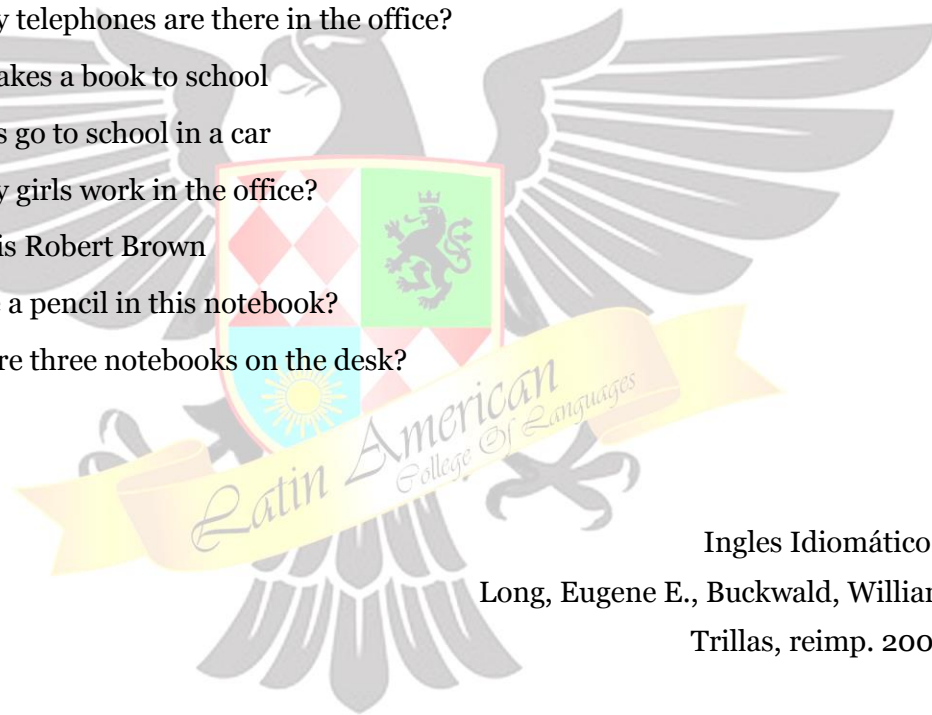 y telephones are there in the office?
akes a book to school
s go to school in a car
y girls work in the office?
is Robert Brown
e a pencil in this notebook?
re three notebooks on the desk?
Latin American
College Of Languages
Ingles Idiomático
Long, Eugene E., Buckwald, Willian
Trillas, reimp. 200